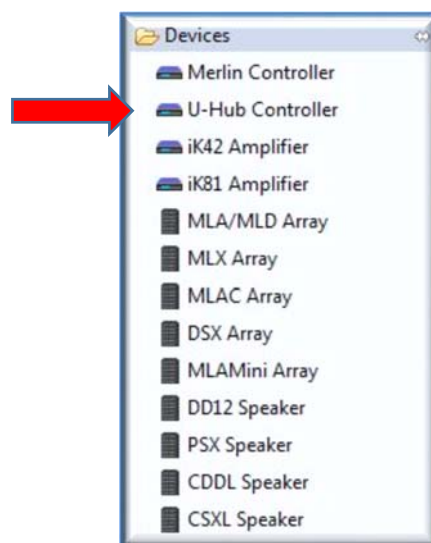 Devices
Merlin Controller
U-Hub Controller
iK42 Amplifier
iK81 Amplifier
MLA/MLD Array
MLX Array
MLAC Array
DSX Array
MLAMini Array
DD12 Speaker
PSX Speaker
CDDL Speaker
CSXL Speaker